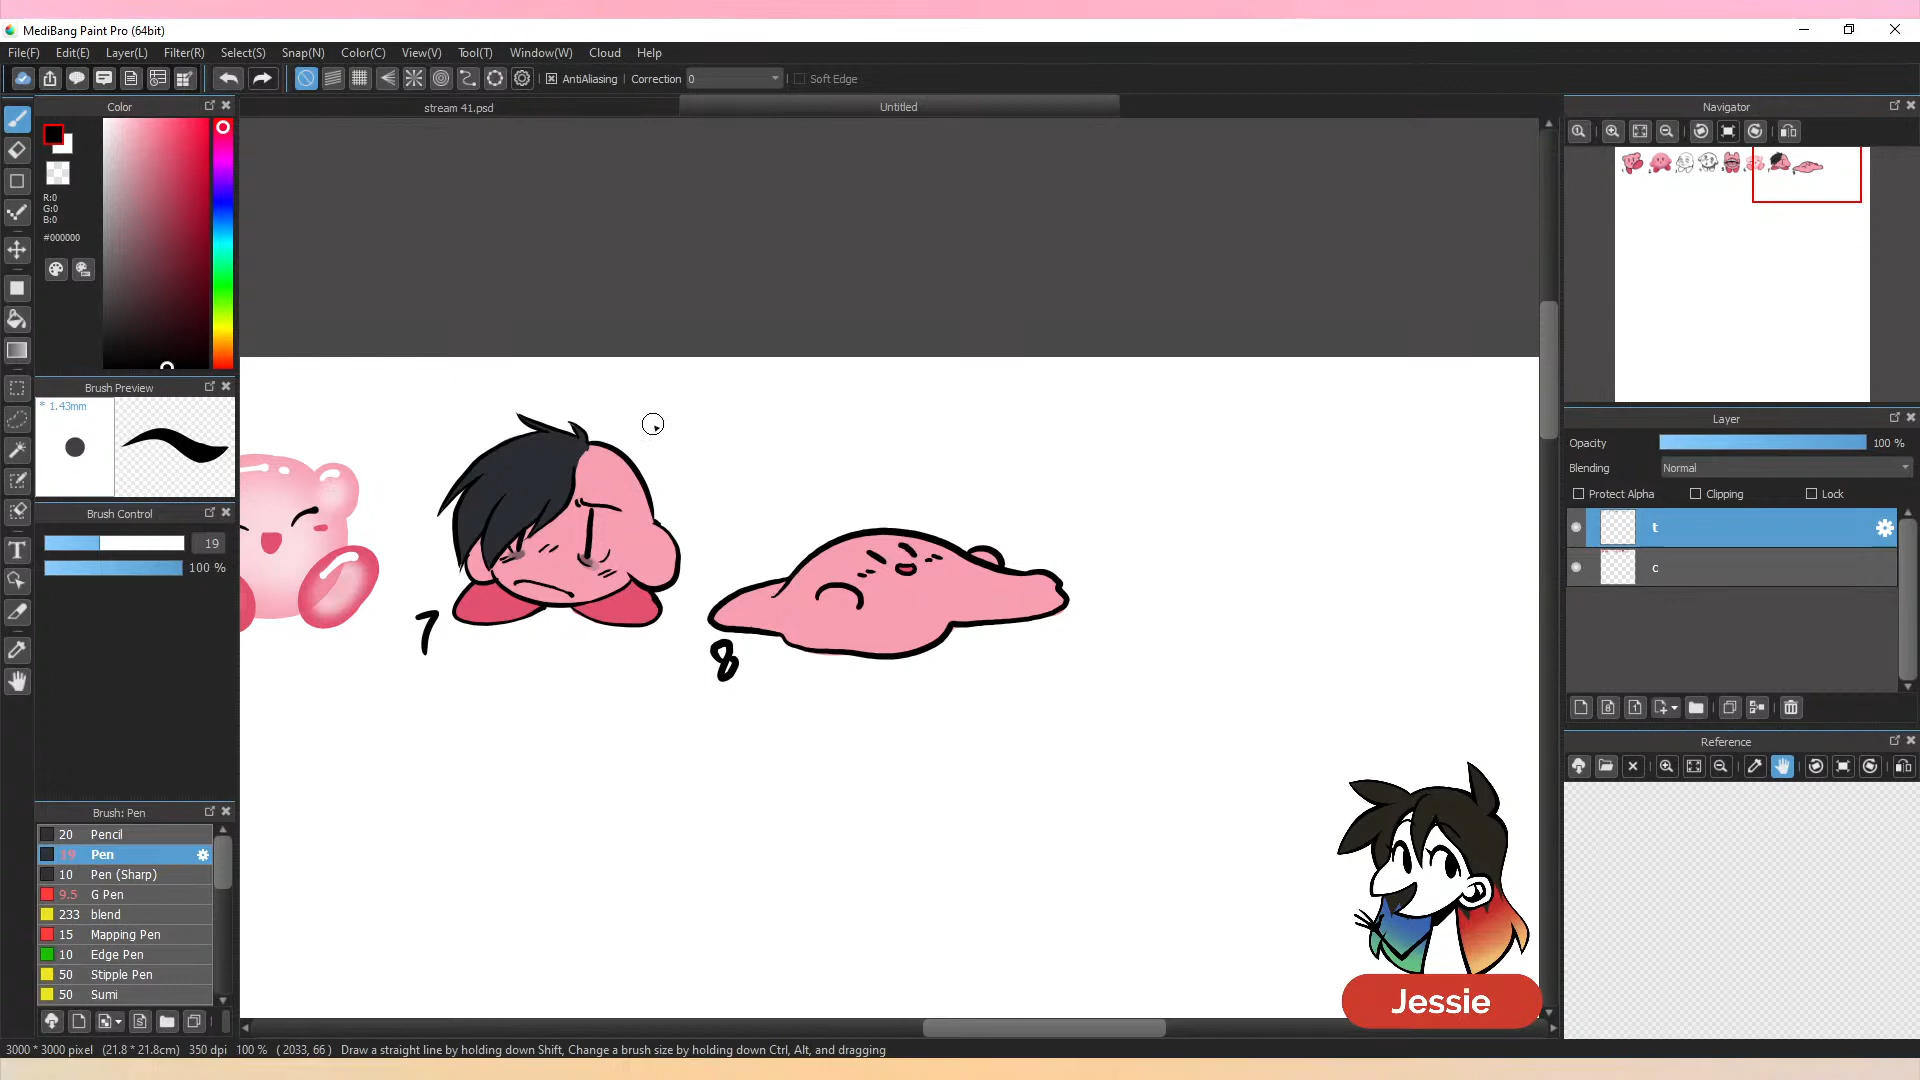 MediBang Paint Pro (64bit)
File(F) Edit(E) Layer(L) Filter(R) Select(S) Snap(N) Color(C) View(V) Tool(T) Window(W) Cloud Help
AntiAliasing Correction 0 Soft Edge
Color
stream 41.psd
Untitled
Navigator
R:0
G:0
B:0
#000000
Brush Preview
* 1.43mm
Brush Control
19
100 %
Brush: Pen
20 Pencil
19 Pen
10 Pen (Sharp)
9.5 G Pen
233 blend
15 Mapping Pen
10 Edge Pen
50 Stipple Pen
50 Sumi
7
8
Jessie
Layer
Opacity 100 %
Blending Normal
Protect Alpha Clipping Lock
t
c
Reference
3000 * 3000 pixel (21.8 * 21.8cm) 350 dpi 100 % ( 2033, 66 ) Draw a straight line by holding down Shift, Change a brush size by holding down Ctrl, Alt, and dragging